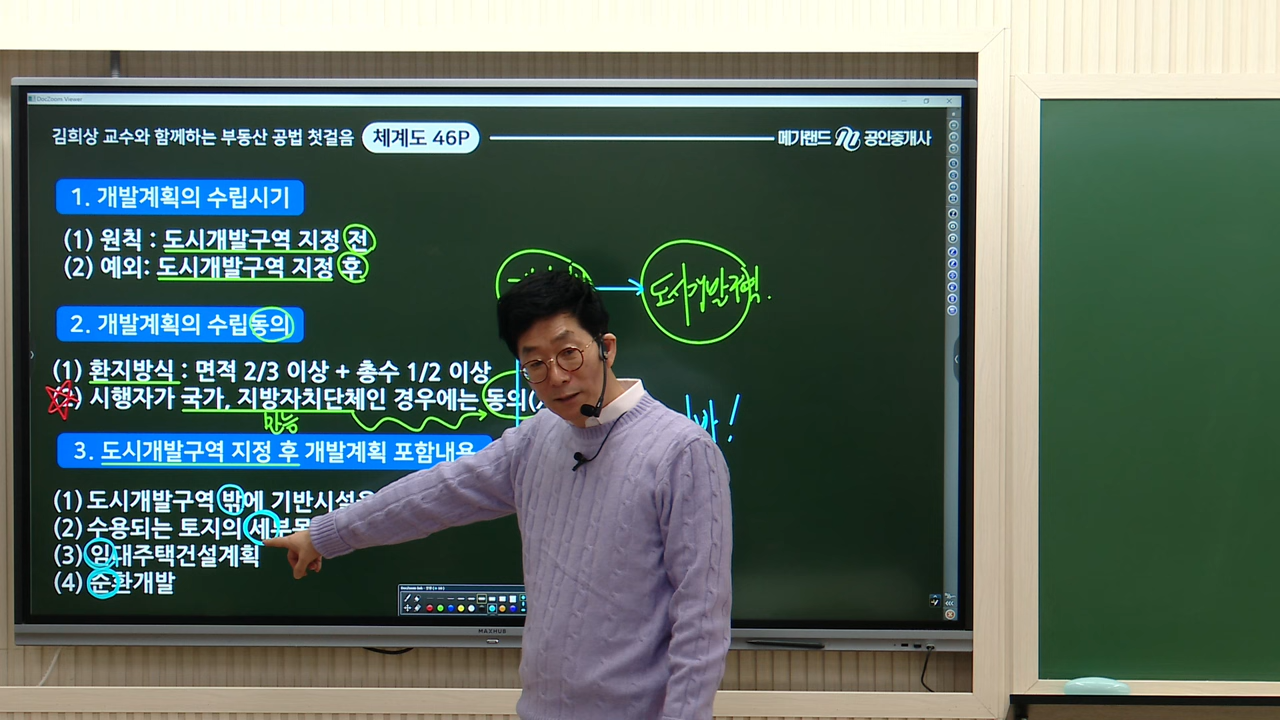 DocZoom Viewer
김희상 교수와 함께하는 부동산 공법 첫걸음 체계도 46P 메가랜드 공인중개사
1. 개발계획의 수립시기
(1) 원칙 : 도시개발구역 지정 전
(2) 예외: 도시개발구역 지정 후
도시개발구역.
2. 개발계획의 수립동의
(1) 환지방식 : 면적 2/3 이상 + 총수 1/2 이상
(2) 시행자가 국가, 지방자치단체인 경우에는 동의(
3. 도시개발구역 지정 후 개발계획 포함내용
(1) 도시개발구역 밖에 기반시설을
(2) 수용되는 토지의 세부목
(3) 임대주택건설계획
(4) 순환개발
MAXHUB